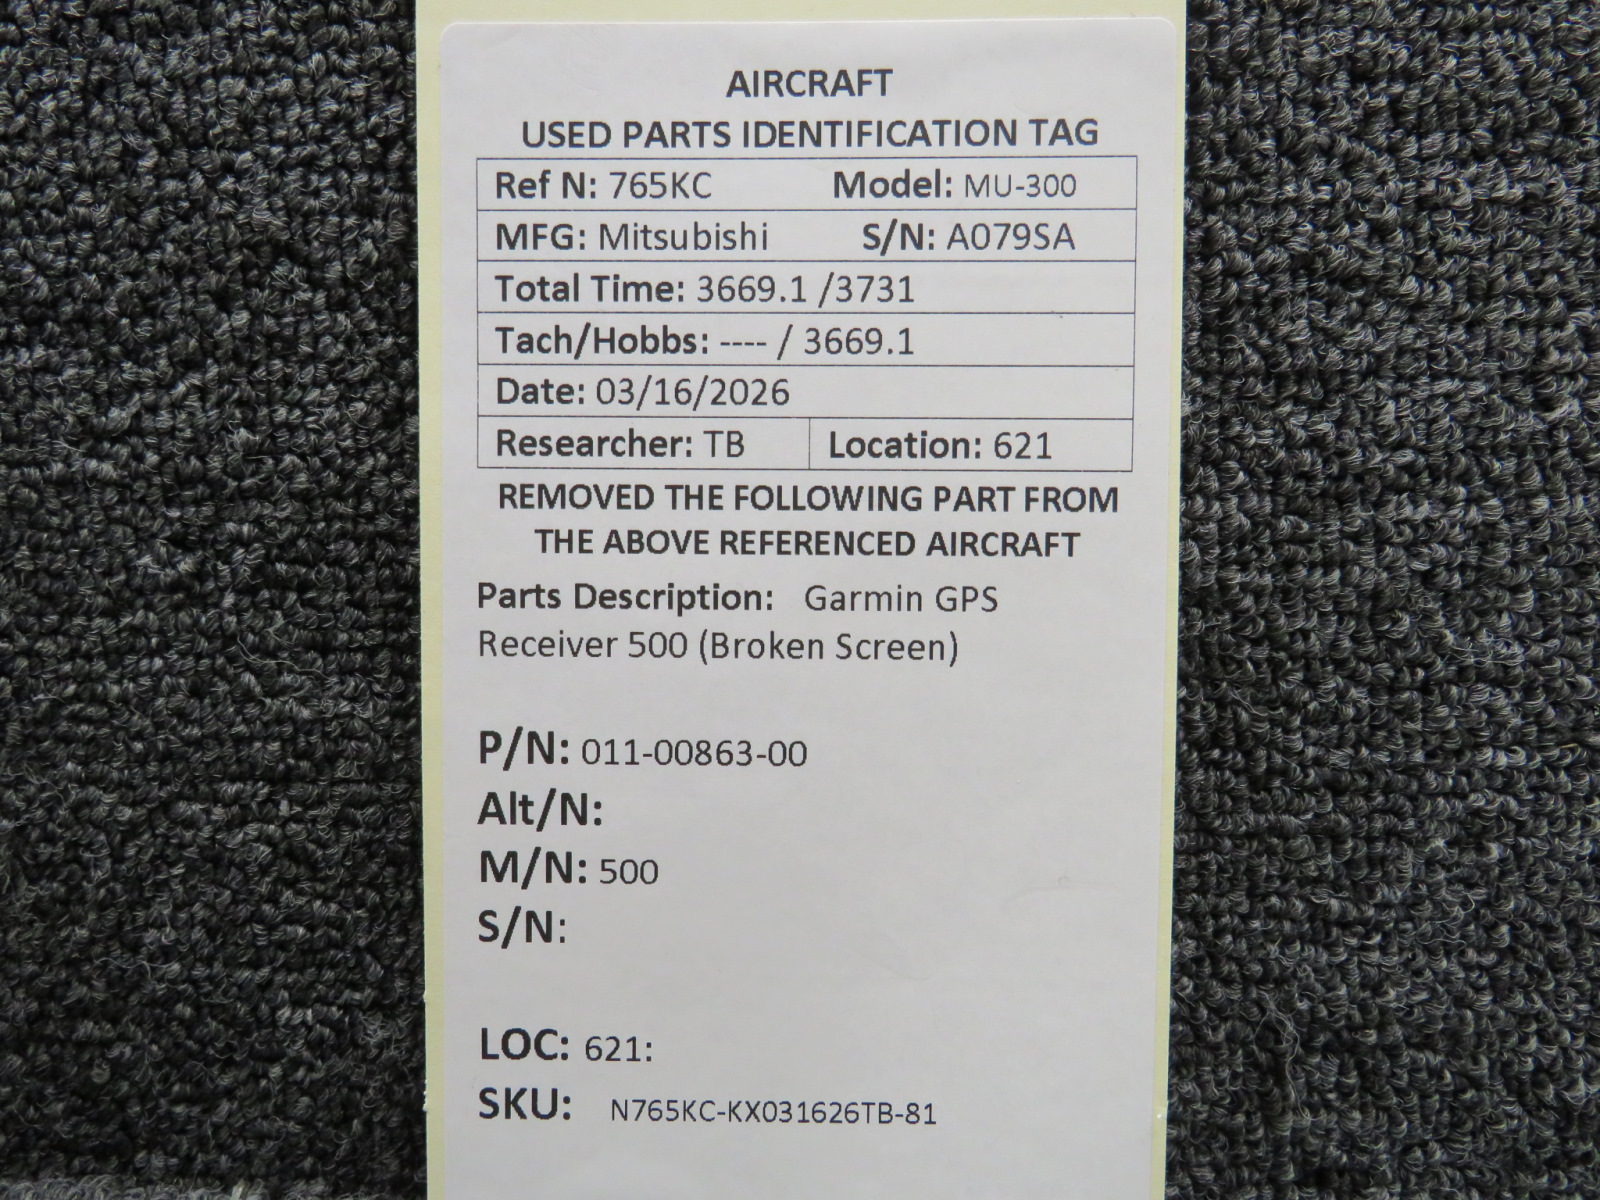 AIRCRAFT
USED PARTS IDENTIFICATION TAG
Ref N: 765KC Model: MU-300
MFG: Mitsubishi S/N: A079SA
Total Time: 3669.1 /3731
Tach/Hobbs: ---- / 3669.1
Date: 03/16/2026
Researcher: TB Location: 621
REMOVED THE FOLLOWING PART FROM
THE ABOVE REFERENCED AIRCRAFT
Parts Description: Garmin GPS
Receiver 500 (Broken Screen)
P/N: 011-00863-00
Alt/N:
M/N: 500
S/N:
LOC: 621:
SKU: N765KC-KX031626TB-81